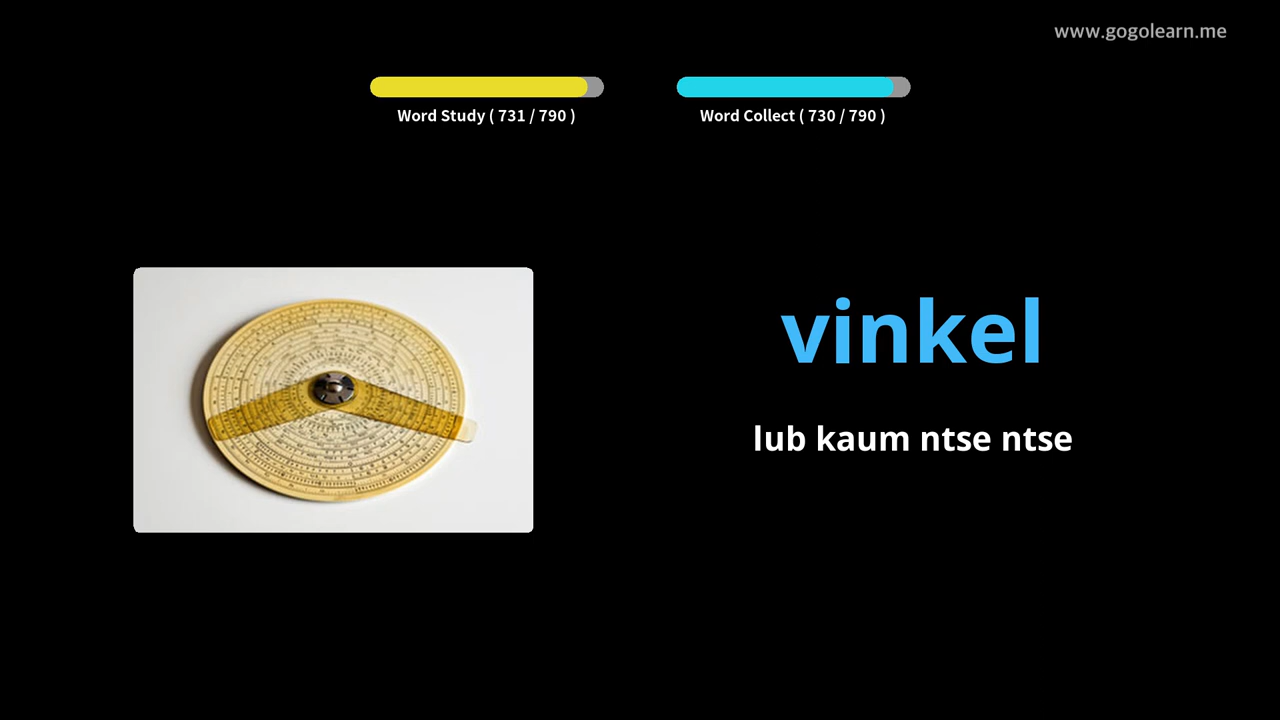 www.gogolearn.me
Word Study ( 731 / 790 )
Word Collect ( 730 / 790 )
vinkel
lub kaum ntse ntse